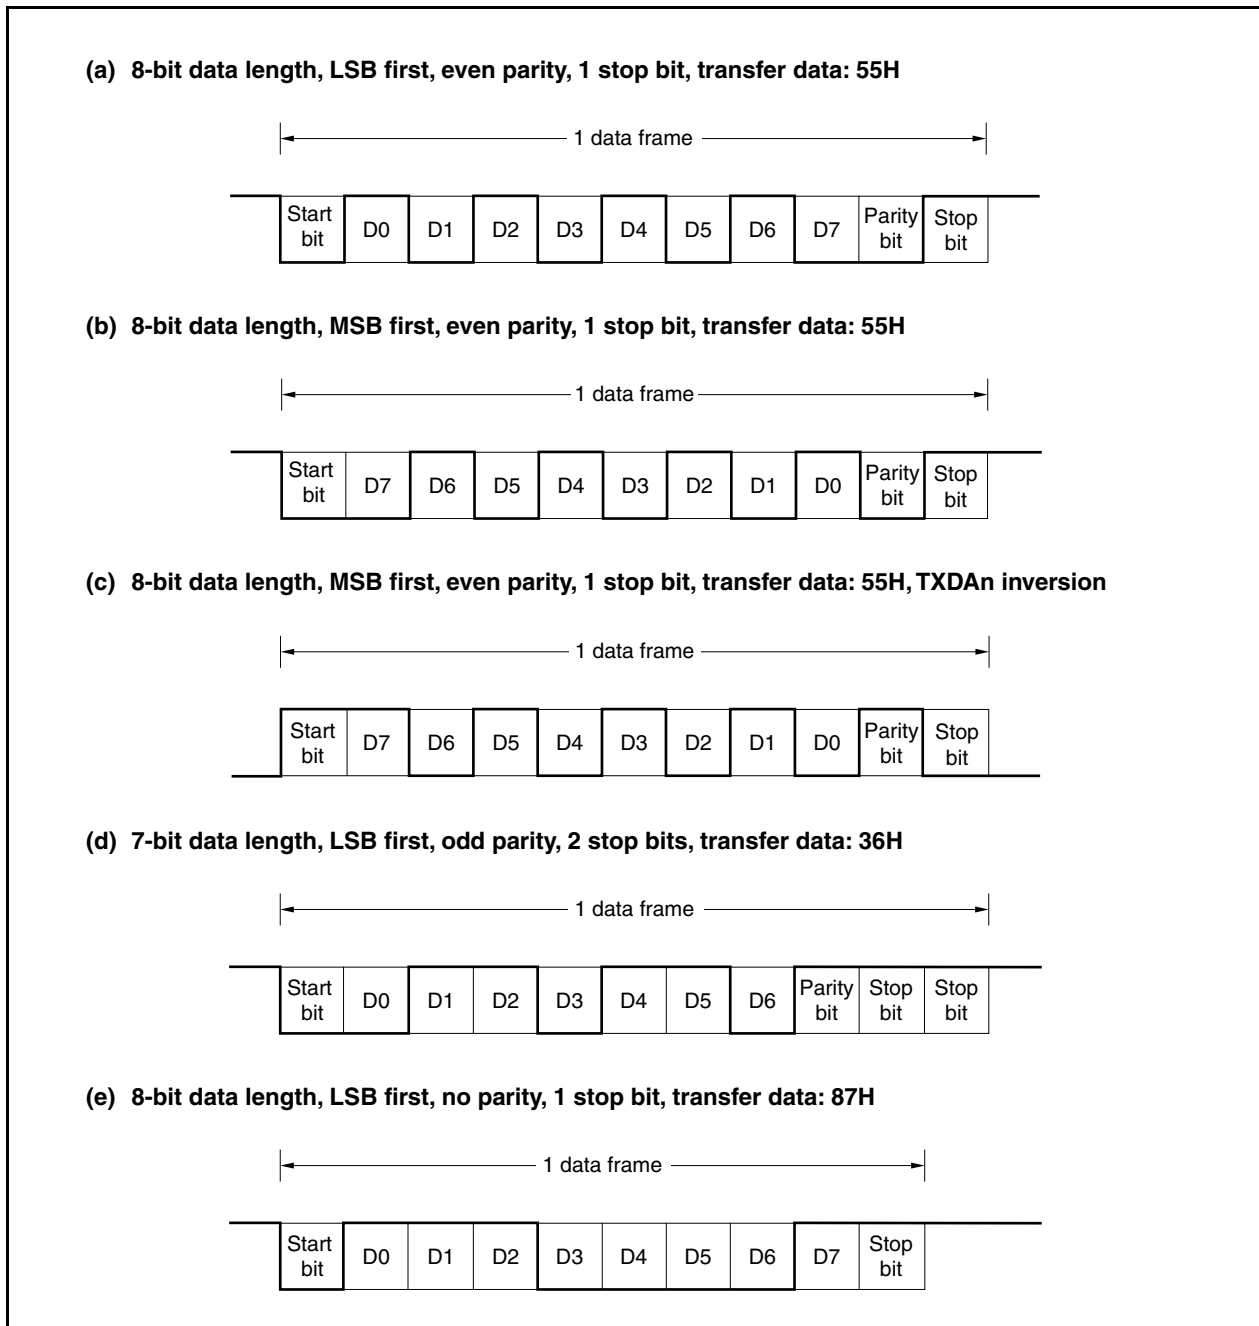 (a) 8-bit data length, LSB first, even parity, 1 stop bit, transfer data: 55H
1 data frame
Start bit D0 D1 D2 D3 D4 D5 D6 D7 Parity bit Stop bit
(b) 8-bit data length, MSB first, even parity, 1 stop bit, transfer data: 55H
1 data frame
Start bit D7 D6 D5 D4 D3 D2 D1 D0 Parity bit Stop bit
(c) 8-bit data length, MSB first, even parity, 1 stop bit, transfer data: 55H, TXDAn inversion
1 data frame
Start bit D7 D6 D5 D4 D3 D2 D1 D0 Parity bit Stop bit
(d) 7-bit data length, LSB first, odd parity, 2 stop bits, transfer data: 36H
1 data frame
Start bit D0 D1 D2 D3 D4 D5 D6 Parity bit Stop bit Stop bit
(e) 8-bit data length, LSB first, no parity, 1 stop bit, transfer data: 87H
1 data frame
Start bit D0 D1 D2 D3 D4 D5 D6 D7 Stop bit